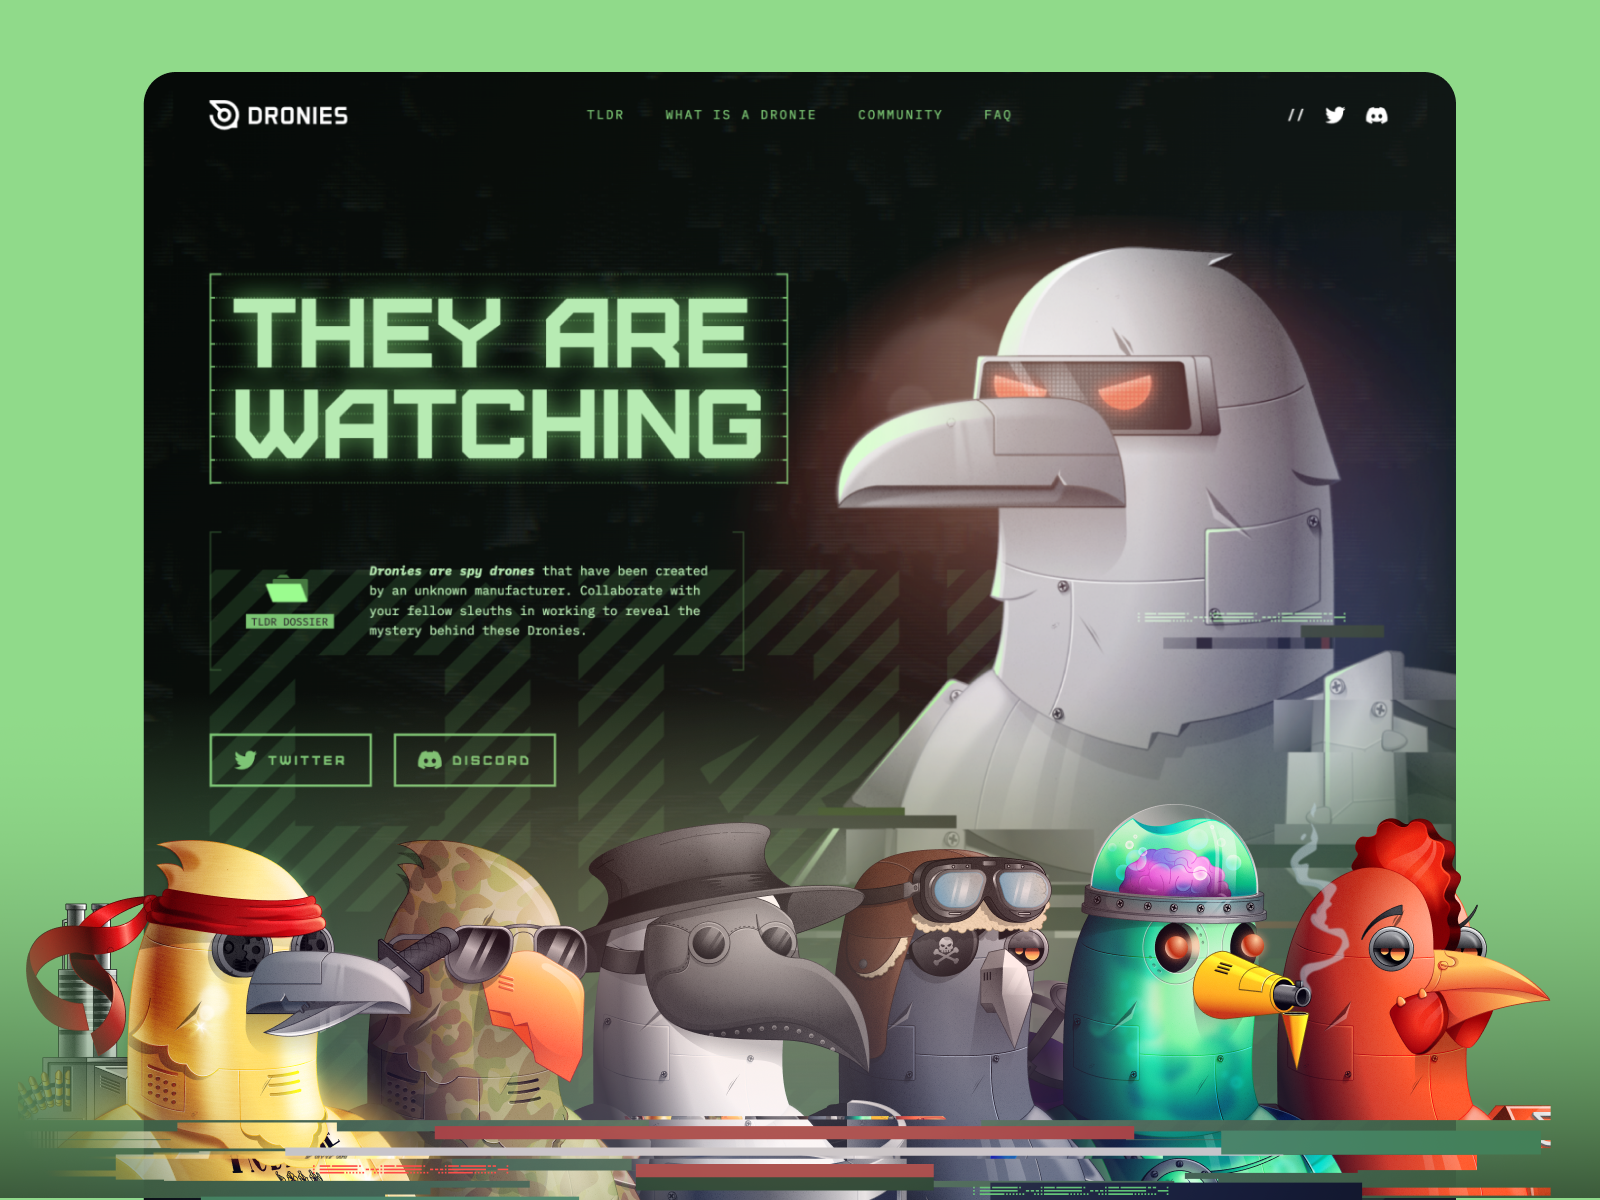 DRONIES
TLDR WHAT IS A DRONIE COMMUNITY FAQ //
THEY ARE
WATCHING
TLDR DOSSIER
Dronies are spy drones that have been created
by an unknown manufacturer. Collaborate with
your fellow sleuths in working to reveal the
mystery behind these Dronies.
TWITTER DISCORD